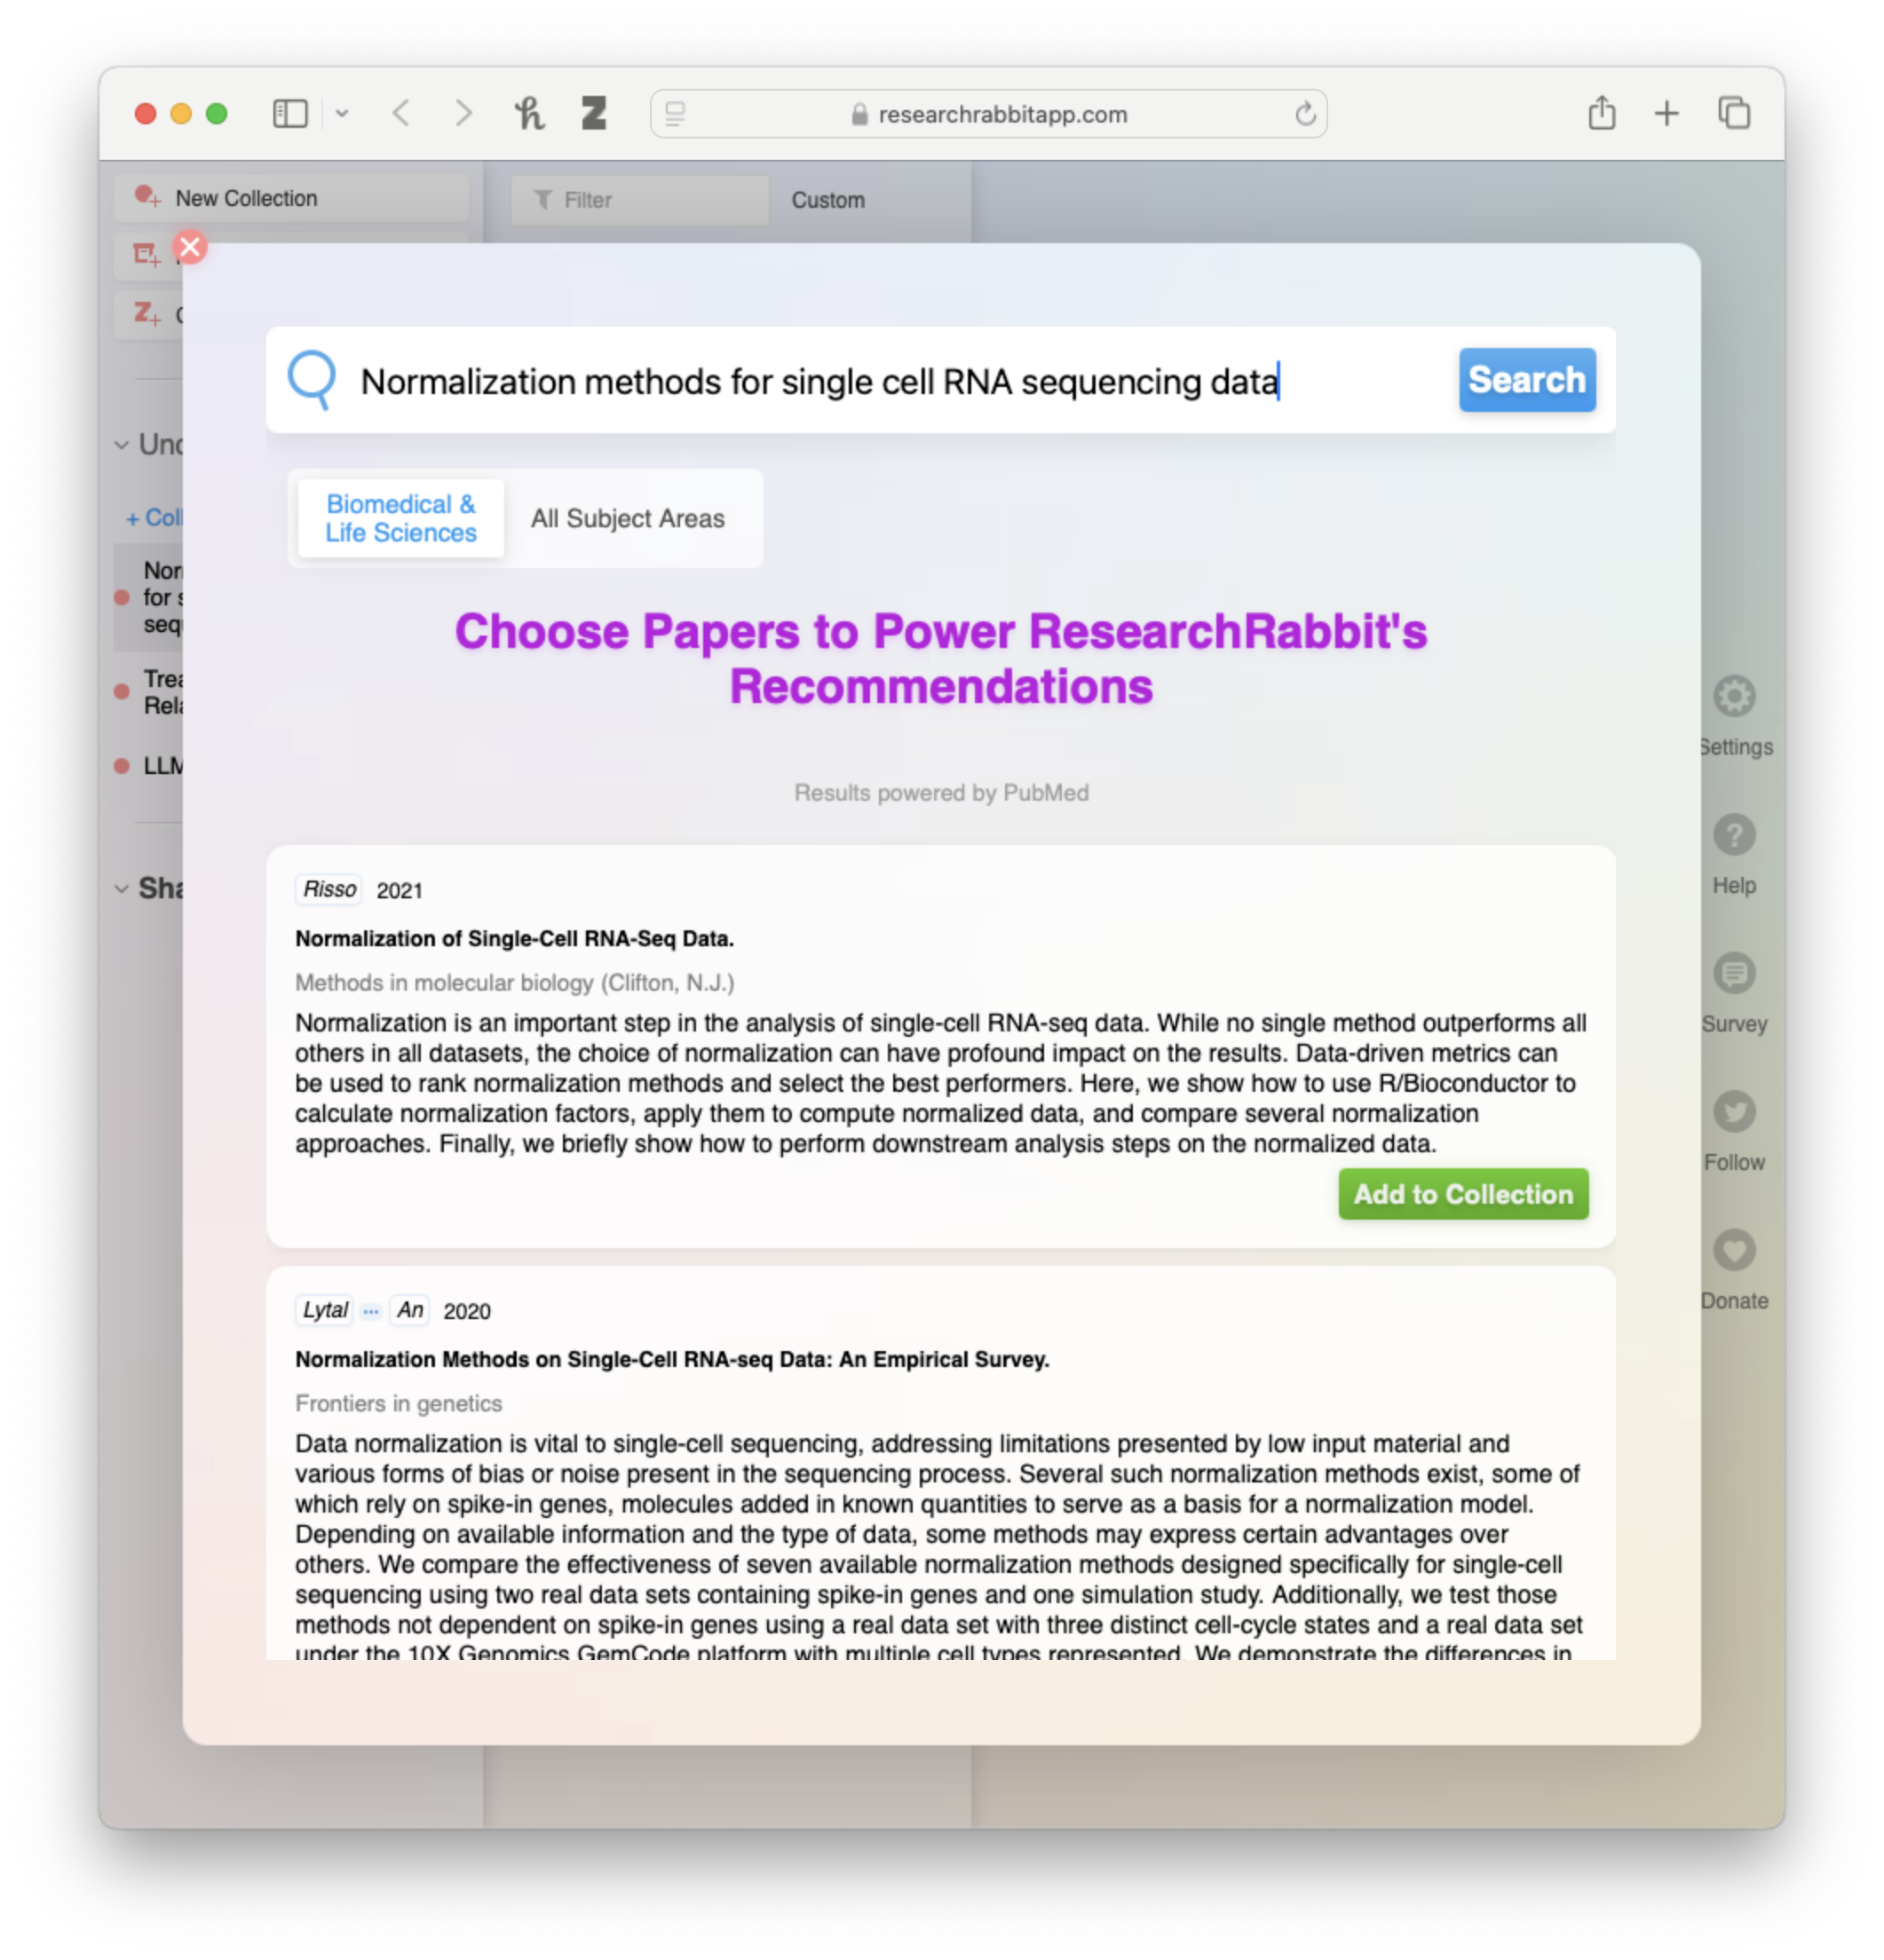 researchrabbitapp.com
New Collection
Filter
Custom
Normalization methods for single cell RNA sequencing data
Search
Biomedical &
Life Sciences
All Subject Areas
+ Coll
for s
LLM
Choose Papers to Power ResearchRabbit's
Recommendations
Results powered by PubMed
Risso 2021
Normalization of Single-Cell RNA-Seq Data.
Methods in molecular biology (Clifton, N.J.)
Normalization is an important step in the analysis of single-cell RNA-seq data. While no single method outperforms all
others in all datasets, the choice of normalization can have profound impact on the results. Data-driven metrics can
be used to rank normalization methods and select the best performers. Here, we show how to use R/Bioconductor to
calculate normalization factors, apply them to compute normalized data, and compare several normalization
approaches. Finally, we briefly show how to perform downstream analysis steps on the normalized data.
Add to Collection
Lytal ... An 2020
Normalization Methods on Single-Cell RNA-seq Data: An Empirical Survey.
Frontiers in genetics
Data normalization is vital to single-cell sequencing, addressing limitations presented by low input material and
various forms of bias or noise present in the sequencing process. Several such normalization methods exist, some of
which rely on spike-in genes, molecules added in known quantities to serve as a basis for a normalization model.
Depending on available information and the type of data, some methods may express certain advantages over
others. We compare the effectiveness of seven available normalization methods designed specifically for single-cell
sequencing using two real data sets containing spike-in genes and one simulation study. Additionally, we test those
methods not dependent on spike-in genes using a real data set with three distinct cell-cycle states and a real data set
under the 10X Genomics GemCode platform with multiple cell types represented. We demonstrate the differences in
Settings
Help
Survey
Follow
Donate